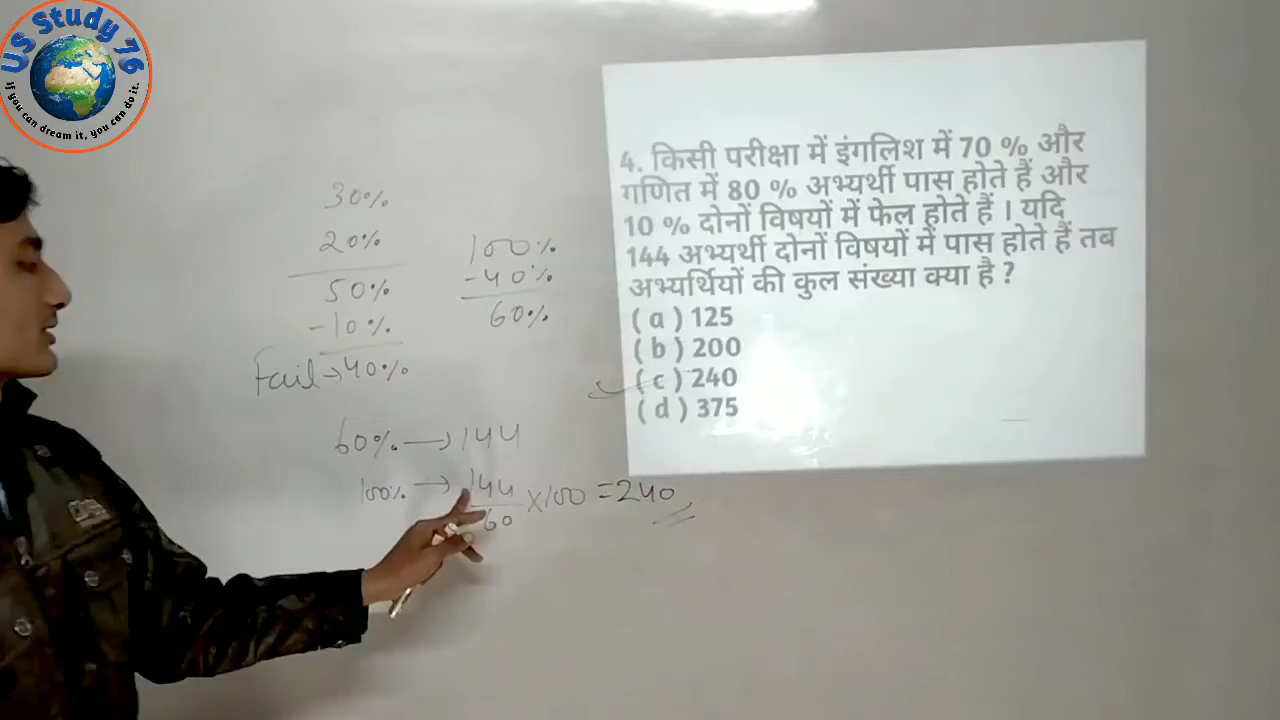 US Study 76
If you can dream it, you can do it.
30%
20%
50%
-10%
Fail→40%
100%
-40%
60%
60%→144
100%→144/60×100=240
4. किसी परीक्षा में इंगलिश में 70 % और
गणित में 80 % अभ्यर्थी पास होते हैं और
10 % दोनों विषयों में फेल होते हैं । यदि
144 अभ्यर्थी दोनों विषयों में पास होते हैं तब
अभ्यर्थियों की कुल संख्या क्या है ?
( a ) 125
( b ) 200
( c ) 240
( d ) 375